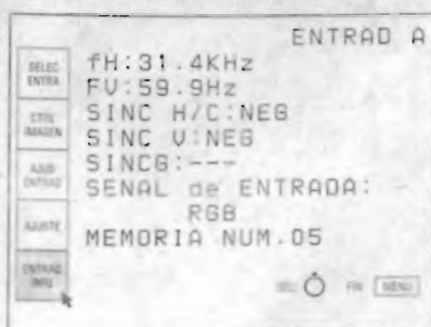 ENTRAD A
SELEC
ENTRA
CTRL
IMAGEN
AJUS
ENTRAD
AJUSTE
ENTRAD
INFO
fH:31.4KHz
FV:59.9Hz
SINC H/C:NEG
SINC V:NEG
SINCG:---
SENAL de ENTRADA:
RGB
MEMORIA NUM.05
SEL FIN MENU